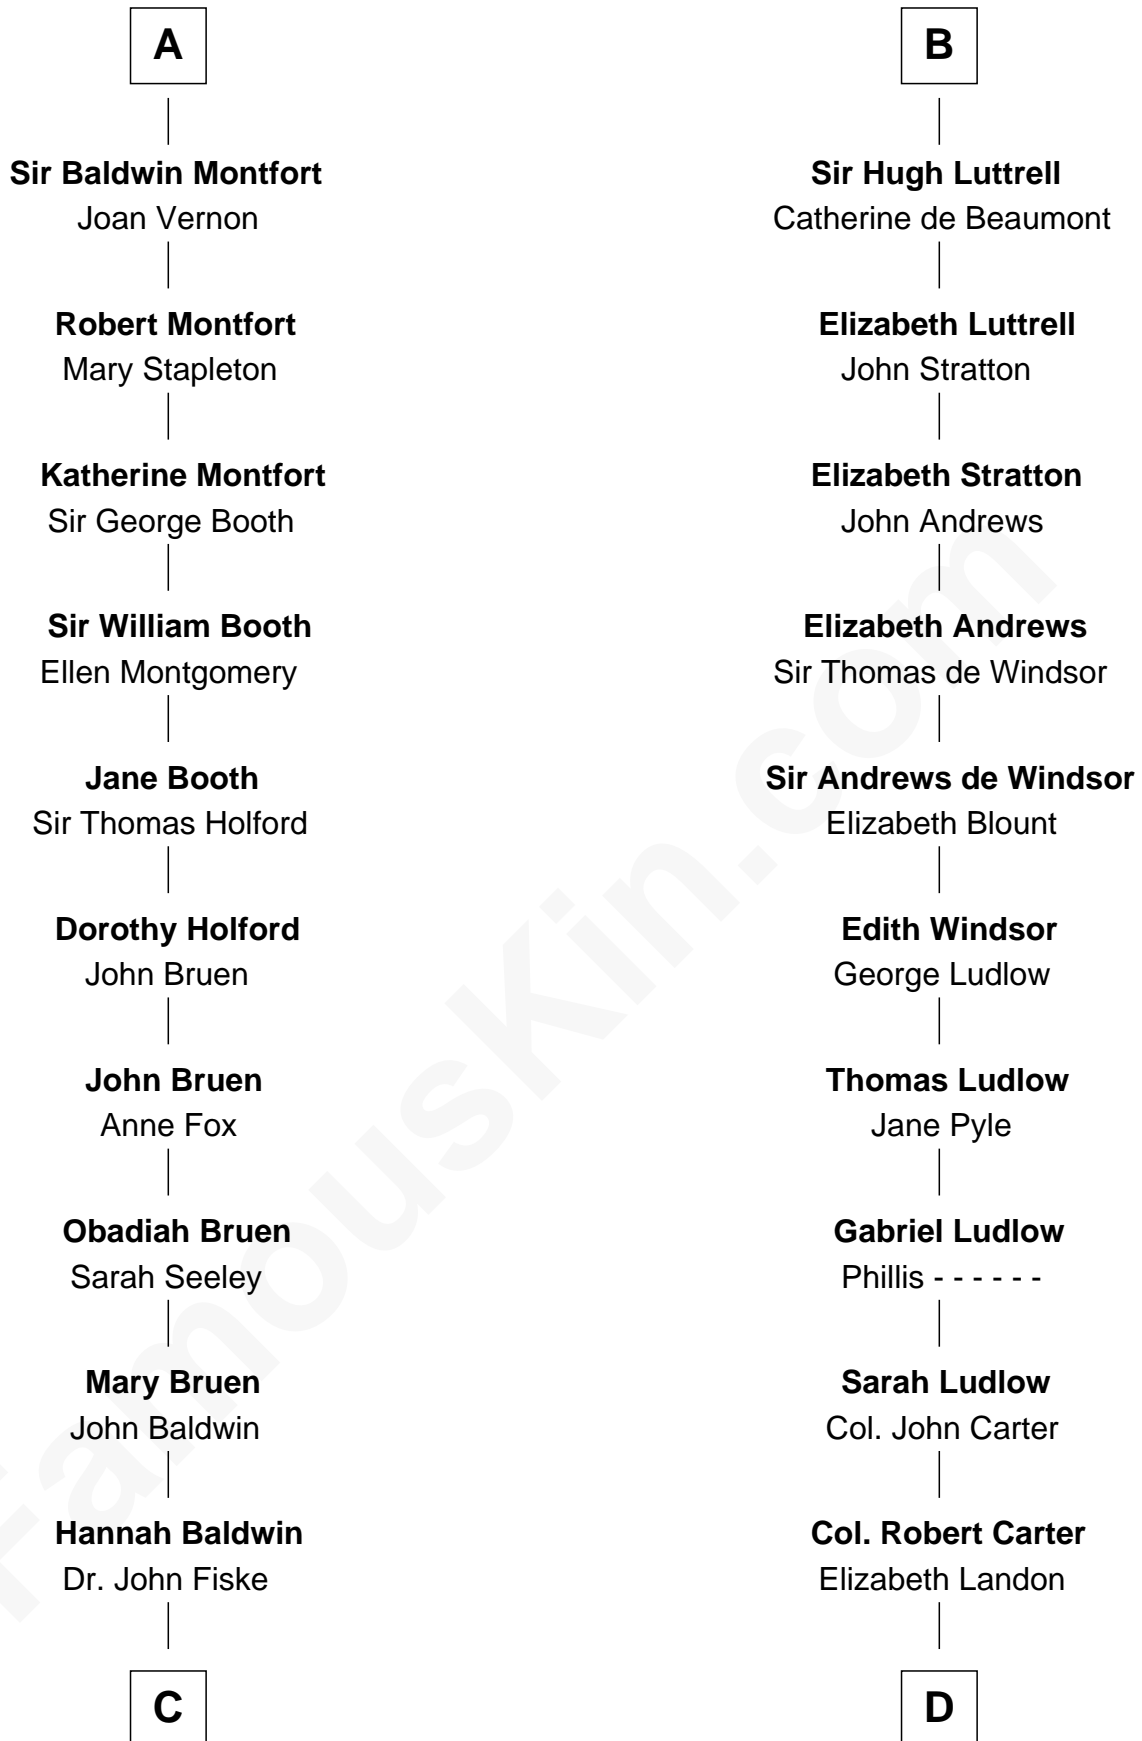 A
Sir Baldwin Montfort
Joan Vernon
Robert Montfort
Mary Stapleton
Katherine Montfort
Sir George Booth
Sir William Booth
Ellen Montgomery
Jane Booth
Sir Thomas Holford
Dorothy Holford
John Bruen
John Bruen
Anne Fox
Obadiah Bruen
Sarah Seeley
Mary Bruen
John Baldwin
Hannah Baldwin
Dr. John Fiske
C
B
Sir Hugh Luttrell
Catherine de Beaumont
Elizabeth Luttrell
John Stratton
Elizabeth Stratton
John Andrews
Elizabeth Andrews
Sir Thomas de Windsor
Sir Andrews de Windsor
Elizabeth Blount
Edith Windsor
George Ludlow
Thomas Ludlow
Jane Pyle
Gabriel Ludlow
Phillis - - - - - -
Sarah Ludlow
Col. John Carter
Col. Robert Carter
Elizabeth Landon
D
FamousKin.com